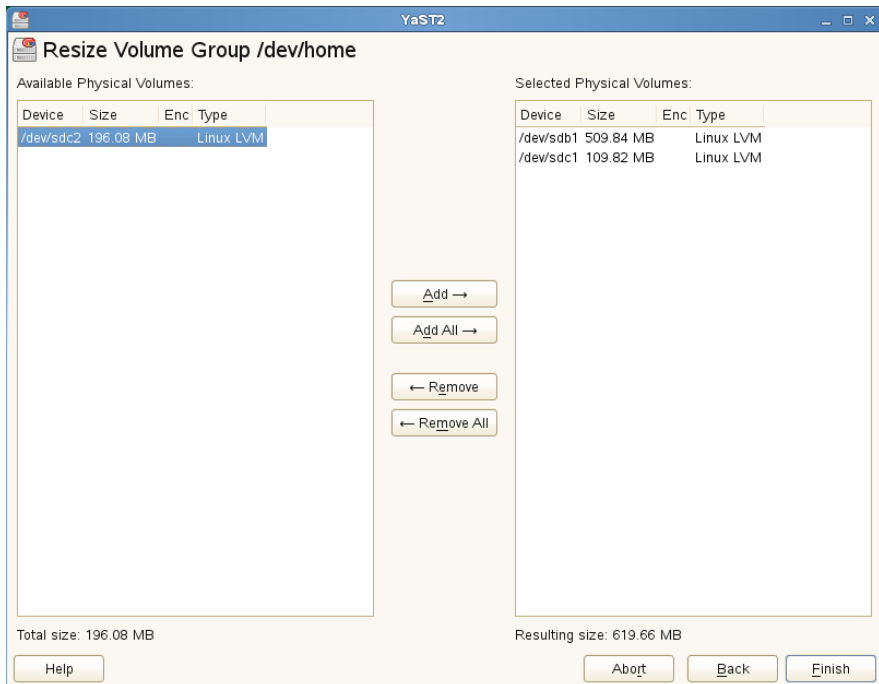 YaST2
Resize Volume Group /dev/home
Available Physical Volumes:
Device Size Enc Type
/dev/sdc2 196.08 MB Linux LVM
Total size: 196.08 MB
Add →
Add All →
← Remove
← Remove All
Selected Physical Volumes:
Device Size Enc Type
/dev/sdb1 509.84 MB Linux LVM
/dev/sdc1 109.82 MB Linux LVM
Resulting size: 619.66 MB
Help Abort Back Finish